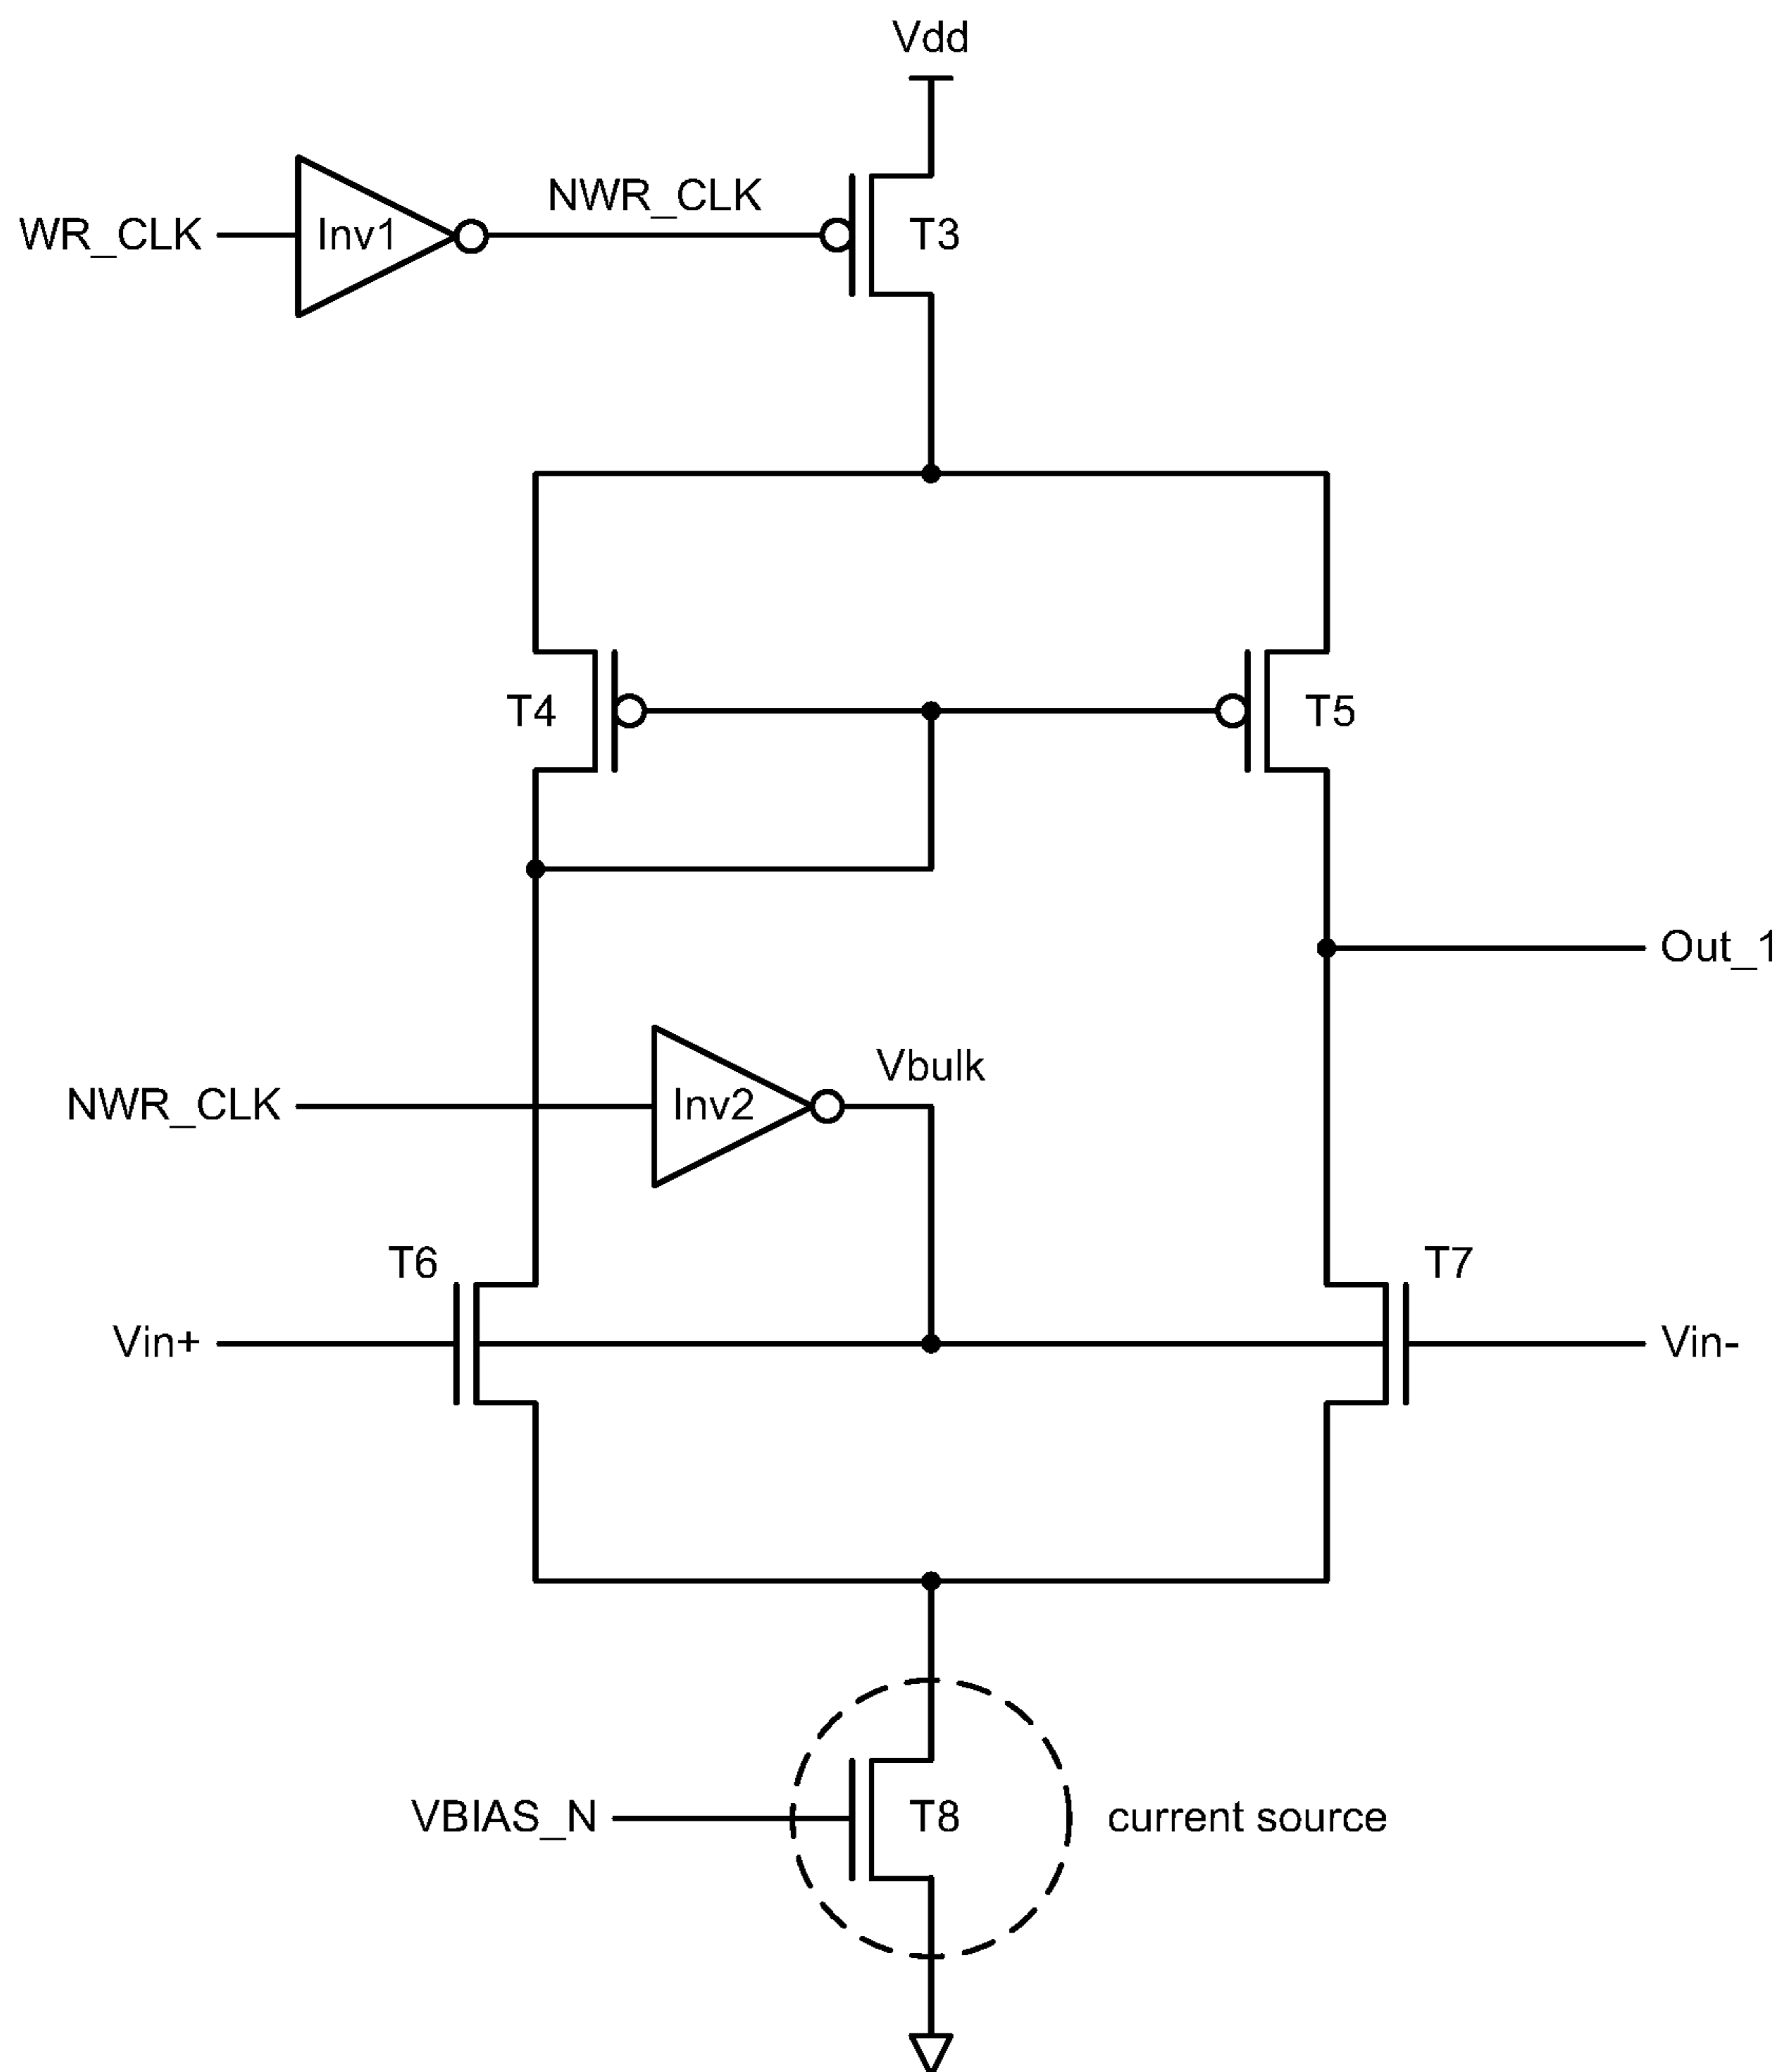 Vdd
NWR_CLK
WR_CLK
Inv1
T3
T4
T5
Out_1
Vbulk
NWR_CLK
Inv2
T6
T7
Vin+
Vin-
VBIAS_N
T8
current source